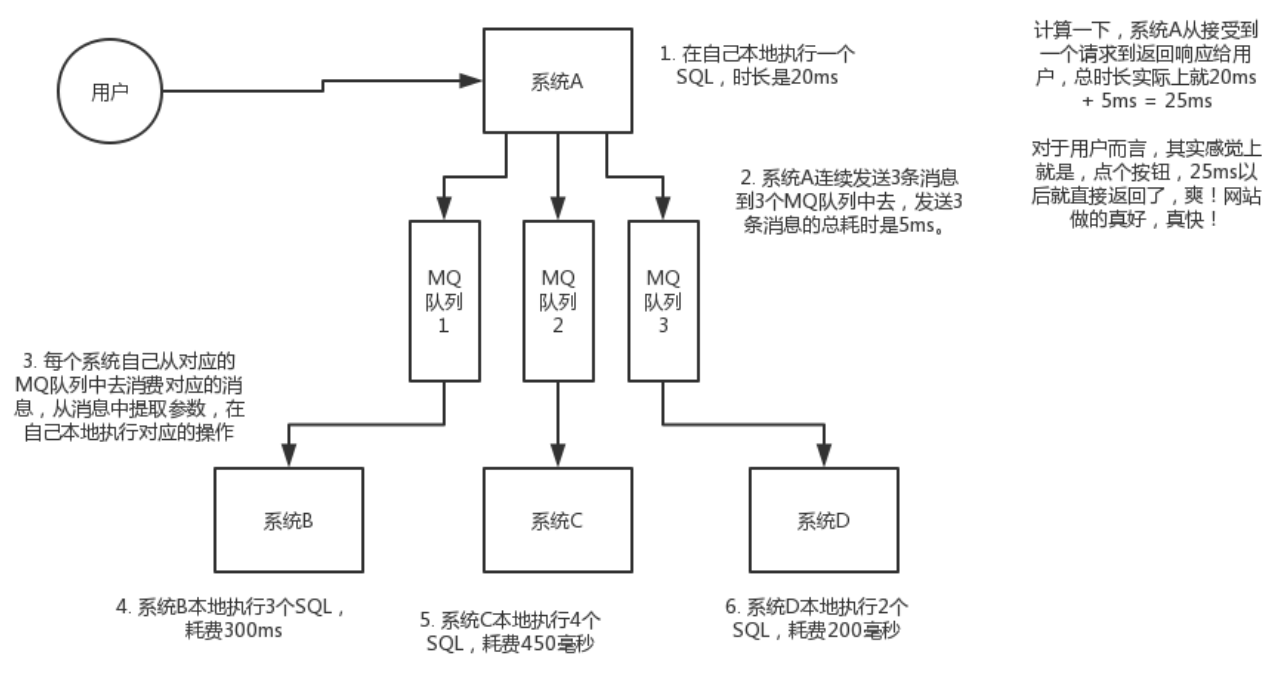 用户
系统A
1. 在自己本地执行一个
SQL，时长是20ms
计算一下，系统A从接受到
一个请求到返回响应给用
户，总时长实际上就20ms
+ 5ms = 25ms
对于用户而言，其实感觉上
就是，点个按钮，25ms以
后就直接返回了，爽！网站
做的真好，真快！
2. 系统A连续发送3条消息
到3个MQ队列中去，发送3
条消息的总耗时是5ms。
MQ
队列
1
MQ
队列
2
MQ
队列
3
3. 每个系统自己从对应的
MQ队列中去消费对应的消
息，从消息中提取参数，在
自己本地执行对应的操作
系统B
系统C
系统D
4. 系统B本地执行3个SQL，
耗费300ms
5. 系统C本地执行4个
SQL，耗费450毫秒
6. 系统D本地执行2个
SQL，耗费200毫秒